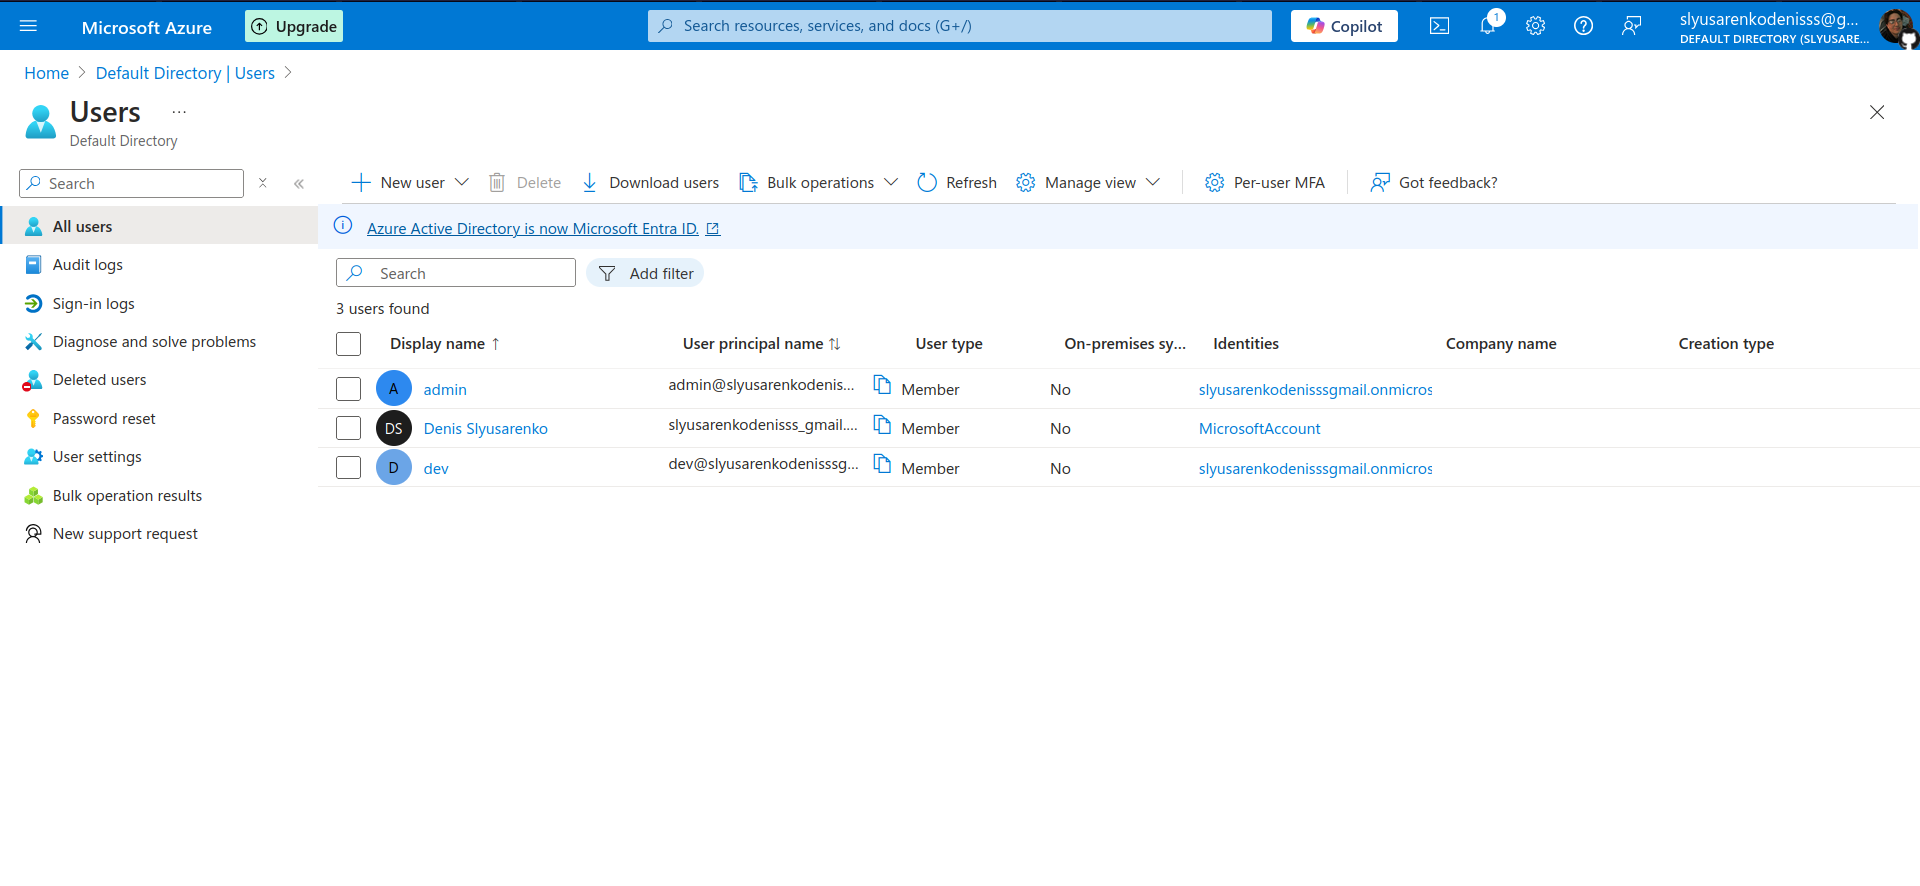 Microsoft Azure
Upgrade
Search resources, services, and docs (G+/)
Copilot
1
slyusarenkodenisss@g...
DEFAULT DIRECTORY (SLYUSARE...
Home > Default Directory | Users >
Users ...
Default Directory
Search
All users
Audit logs
Sign-in logs
Diagnose and solve problems
Deleted users
Password reset
User settings
Bulk operation results
New support request
New user Delete Download users Bulk operations Refresh Manage view Per-user MFA Got feedback?
Azure Active Directory is now Microsoft Entra ID.
Search Add filter
3 users found
Display name ↑ User principal name ↑↓ User type On-premises sy... Identities Company name Creation type
A admin admin@slyusarenkodenis... Member No slyusarenkodenisssgmail.onmicros
DS Denis Slyusarenko slyusarenkodenisss_gmail.... Member No MicrosoftAccount
D dev dev@slyusarenkodenisssg... Member No slyusarenkodenisssgmail.onmicros